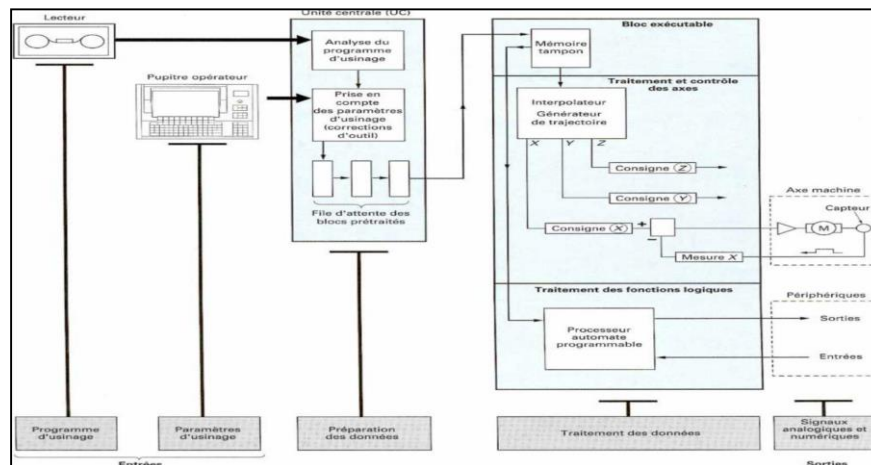 Lecteur
Unité centrale (UC)
Analyse du
programme
d'usinage
Pupitre opérateur
Prise en
compte
des paramètres
d'usinage
(corrections
d'outil)
File d'attente des
blocs prétraités
Bloc exécutable
Mémoire
tampon
Traitement et contrôle
des axes
Interpolateur
Générateur
de trajectoire
X Y Z
Consigne Z
Consigne Y
Consigne X
+
−
Mesure X
Axe machine
Capteur
M
Traitement des fonctions logiques
Processeur
automate
programmable
Périphériques
Sorties
Entrées
Programme
d'usinage
Paramètres
d'usinage
Préparation
des données
Traitement des données
Signaux
analogiques et
numériques
Entrées
Sorties